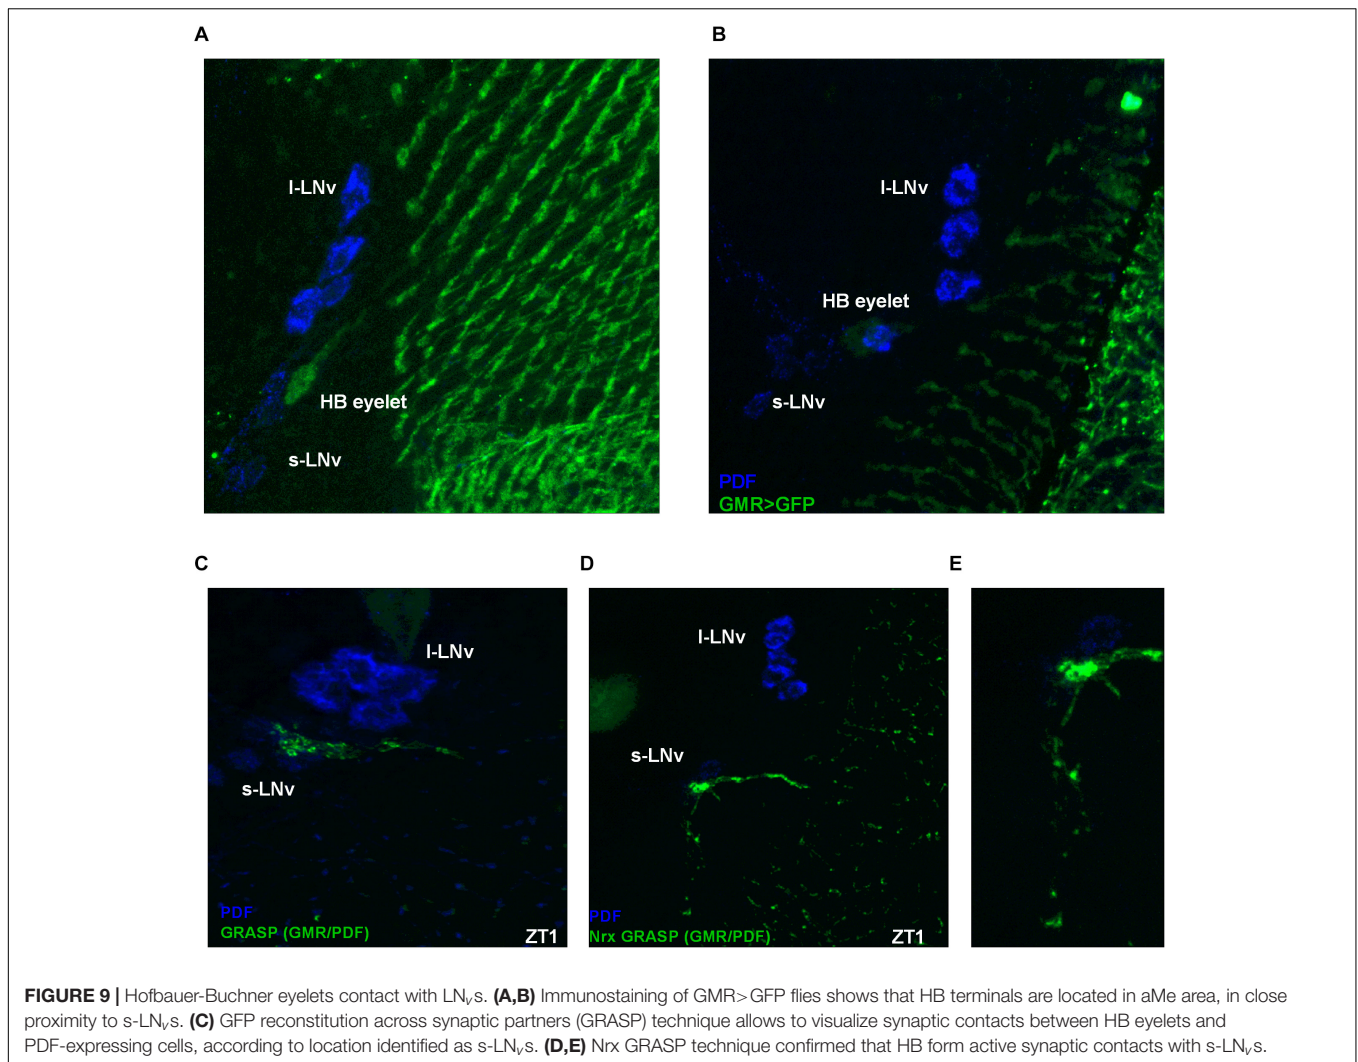 A
B
l-LNv
HB eyelet
s-LNv
l-LNv
HB eyelet
s-LNv
PDF
GMR>GFP
C
D
E
l-LNv
s-LNv
PDF
GRASP (GMR/PDF)
ZT1
l-LNv
s-LNv
PDF
Nrx GRASP (GMR/PDF)
ZT1
FIGURE 9 | Hofbauer-Buchner eyelets contact with LNvs. (A,B) Immunostaining of GMR>GFP flies shows that HB terminals are located in aMe area, in close
proximity to s-LNvs. (C) GFP reconstitution across synaptic partners (GRASP) technique allows to visualize synaptic contacts between HB eyelets and
PDF-expressing cells, according to location identified as s-LNvs. (D,E) Nrx GRASP technique confirmed that HB form active synaptic contacts with s-LNvs.